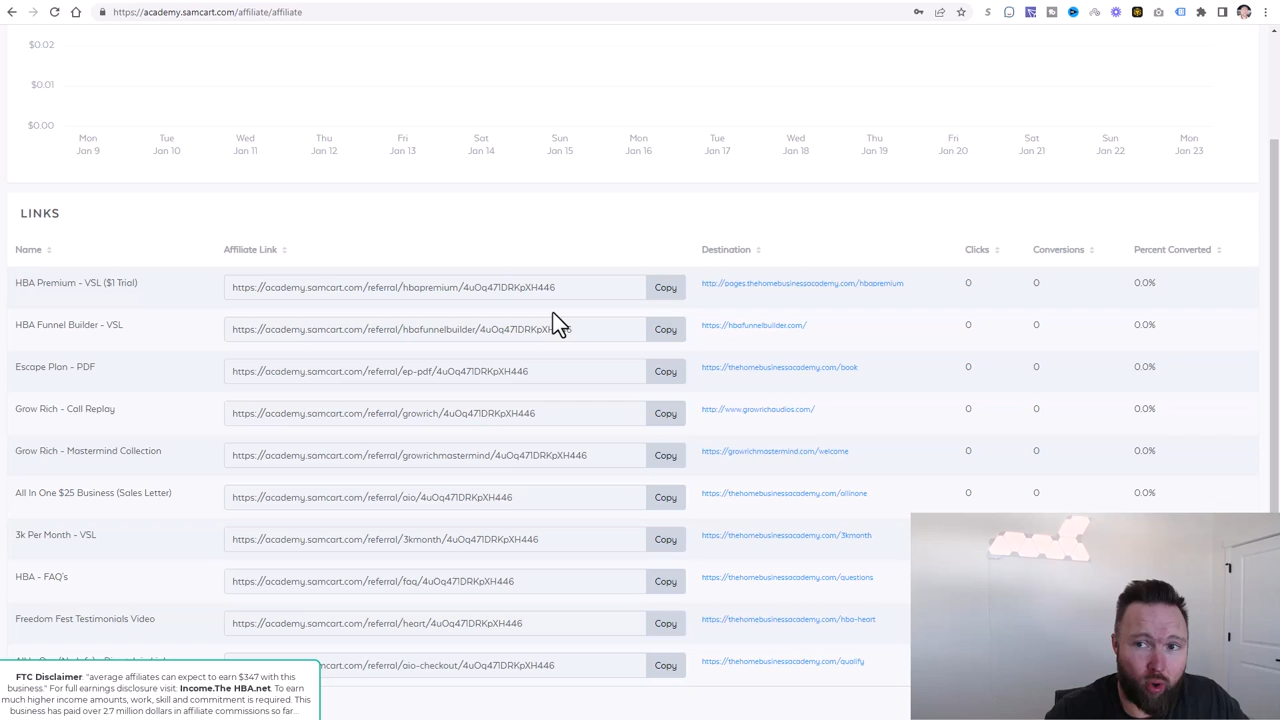 https://academy.samcart.com/affiliate/affiliate
$0.02
$0.01
$0.00
Mon Tue Wed Thu Fri Sat Sun Mon Tue Wed Thu Fri Sat Sun Mon
Jan 9 Jan 10 Jan 11 Jan 12 Jan 13 Jan 14 Jan 15 Jan 16 Jan 17 Jan 18 Jan 19 Jan 20 Jan 21 Jan 22 Jan 23
LINKS
Name Affiliate Link Destination Clicks Conversions Percent Converted
HBA Premium - VSL ($1 Trial) https://academy.samcart.com/referral/hbapremium/4uOq471DRKpXH446 Copy http://pages.thehomebusinessacademy.com/hbapremium 0 0 0.0%
HBA Funnel Builder - VSL https://academy.samcart.com/referral/hbafunnelbuilder/4uOq471DRKpXH446 Copy https://hbafunnelbuilder.com/ 0 0 0.0%
Escape Plan - PDF https://academy.samcart.com/referral/ep-pdf/4uOq471DRKpXH446 Copy https://thehomebusinessacademy.com/book 0 0 0.0%
Grow Rich - Call Replay https://academy.samcart.com/referral/growrich/4uOq471DRKpXH446 Copy http://www.growrichaudios.com/ 0 0 0.0%
Grow Rich - Mastermind Collection https://academy.samcart.com/referral/growrichmastermind/4uOq471DRKpXH446 Copy https://growrichmastermind.com/welcome 0 0 0.0%
All In One $25 Business (Sales Letter) https://academy.samcart.com/referral/aio/4uOq471DRKpXH446 Copy https://thehomebusinessacademy.com/allinone 0 0 0.0%
3k Per Month - VSL https://academy.samcart.com/referral/3kmonth/4uOq471DRKpXH446 Copy https://thehomebusinessacademy.com/3kmonth
HBA - FAQ's https://academy.samcart.com/referral/faq/4uOq471DRKpXH446 Copy https://thehomebusinessacademy.com/questions
Freedom Fest Testimonials Video https://academy.samcart.com/referral/heart/4uOq471DRKpXH446 Copy https://thehomebusinessacademy.com/hba-heart
mcart.com/referral/aio-checkout/4uOq471DRKpXH446 Copy https://thehomebusinessacademy.com/qualify
FTC Disclaimer: "average affiliates can expect to earn $347 with this
business." For full earnings disclosure visit: Income.The HBA.net. To earn
much higher income amounts, work, skill and commitment is required. This
business has paid over 2.7 million dollars in affiliate commissions so far...